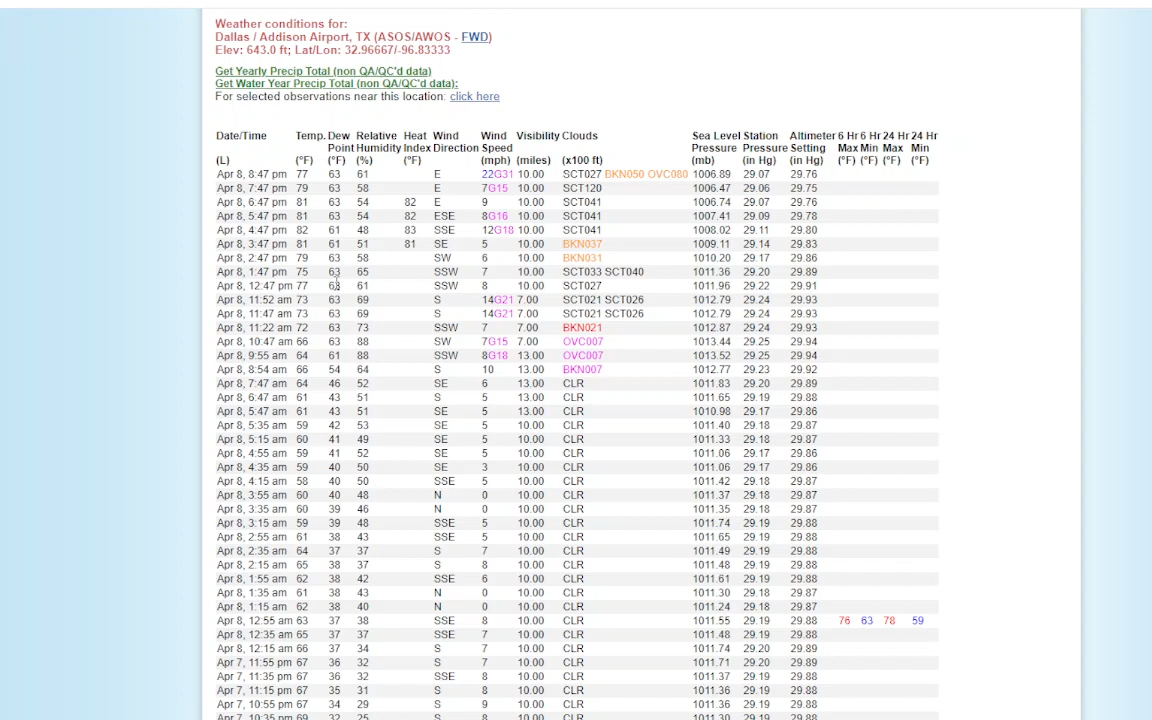 Weather conditions for:
Dallas / Addison Airport, TX (ASOS/AWOS - FWD)
Elev: 643.0 ft; Lat/Lon: 32.96667/-96.83333
Get Yearly Precip Total (non QA/QC'd data)
Get Water Year Precip Total (non QA/QC'd data):
For selected observations near this location: click here
Date/Time Temp. Dew Relative Heat Wind Wind Visibility Clouds Sea Level Station Altimeter 6 Hr 6 Hr 24 Hr 24 Hr
Point Humidity Index Direction Speed Pressure Pressure Setting Max Min Max Min
(L) (°F) (°F) (%) (°F) (mph) (miles) (x100 ft) (mb) (in Hg) (in Hg) (°F) (°F) (°F) (°F)
Apr 8, 8:47 pm 77 63 61 E 22G31 10.00 SCT027 BKN050 OVC080 1006.89 29.07 29.76
Apr 8, 7:47 pm 79 63 58 E 7G15 10.00 SCT120 1006.47 29.06 29.75
Apr 8, 6:47 pm 81 63 54 82 E 9 10.00 SCT041 1006.74 29.07 29.76
Apr 8, 5:47 pm 81 63 54 82 ESE 8G16 10.00 SCT041 1007.41 29.09 29.78
Apr 8, 4:47 pm 82 61 48 83 SSE 12G18 10.00 SCT041 1008.02 29.11 29.80
Apr 8, 3:47 pm 81 61 51 81 SE 5 10.00 BKN037 1009.11 29.14 29.83
Apr 8, 2:47 pm 79 63 58 SW 6 10.00 BKN031 1010.20 29.17 29.86
Apr 8, 1:47 pm 75 63 65 SSW 7 10.00 SCT033 SCT040 1011.36 29.20 29.89
Apr 8, 12:47 pm 77 63 61 SSW 8 10.00 SCT027 1011.96 29.22 29.91
Apr 8, 11:52 am 73 63 69 S 14G21 7.00 SCT021 SCT026 1012.79 29.24 29.93
Apr 8, 11:47 am 73 63 69 S 14G21 7.00 SCT021 SCT026 1012.79 29.24 29.93
Apr 8, 11:22 am 72 63 73 SSW 7 7.00 BKN021 1012.87 29.24 29.93
Apr 8, 10:47 am 66 63 88 SW 7G15 7.00 OVC007 1013.44 29.25 29.94
Apr 8, 9:55 am 64 61 88 SSW 8G18 13.00 OVC007 1013.52 29.25 29.94
Apr 8, 8:54 am 66 54 64 S 10 13.00 BKN007 1012.77 29.23 29.92
Apr 8, 7:47 am 64 46 52 SE 6 13.00 CLR 1011.83 29.20 29.89
Apr 8, 6:47 am 61 43 51 S 5 13.00 CLR 1011.65 29.19 29.88
Apr 8, 5:47 am 61 43 51 SE 5 13.00 CLR 1010.98 29.17 29.86
Apr 8, 5:35 am 59 42 53 SE 5 10.00 CLR 1011.40 29.18 29.87
Apr 8, 5:15 am 60 41 49 SE 5 10.00 CLR 1011.33 29.18 29.87
Apr 8, 4:55 am 59 41 52 SE 5 10.00 CLR 1011.06 29.17 29.86
Apr 8, 4:35 am 59 40 50 SE 3 10.00 CLR 1011.06 29.17 29.86
Apr 8, 4:15 am 58 40 50 SSE 5 10.00 CLR 1011.42 29.18 29.87
Apr 8, 3:55 am 60 40 48 N 0 10.00 CLR 1011.37 29.18 29.87
Apr 8, 3:35 am 60 39 46 N 0 10.00 CLR 1011.35 29.18 29.88
Apr 8, 3:15 am 59 39 48 SSE 5 10.00 CLR 1011.74 29.19 29.88
Apr 8, 2:55 am 61 38 43 SSE 5 10.00 CLR 1011.65 29.19 29.88
Apr 8, 2:35 am 64 37 37 S 7 10.00 CLR 1011.49 29.19 29.88
Apr 8, 2:15 am 65 38 37 S 8 10.00 CLR 1011.48 29.19 29.88
Apr 8, 1:55 am 62 38 42 SSE 6 10.00 CLR 1011.61 29.19 29.88
Apr 8, 1:35 am 61 38 43 N 0 10.00 CLR 1011.30 29.18 29.87
Apr 8, 1:15 am 62 38 40 N 0 10.00 CLR 1011.24 29.18 29.87
Apr 8, 12:55 am 63 37 38 SSE 8 10.00 CLR 1011.55 29.19 29.88 76 63 78 59
Apr 8, 12:35 am 65 37 37 SSE 7 10.00 CLR 1011.48 29.19 29.88
Apr 8, 12:15 am 66 37 34 S 7 10.00 CLR 1011.74 29.20 29.89
Apr 7, 11:55 pm 67 36 32 S 7 10.00 CLR 1011.71 29.20 29.89
Apr 7, 11:35 pm 67 36 32 SSE 8 10.00 CLR 1011.37 29.19 29.88
Apr 7, 11:15 pm 67 35 31 S 8 10.00 CLR 1011.36 29.19 29.88
Apr 7, 10:55 pm 67 34 29 S 9 10.00 CLR 1011.36 29.19 29.88
Apr 7, 10:35 pm 69 32 25 S 8 10.00 CLR 1011.30 29.19 29.88